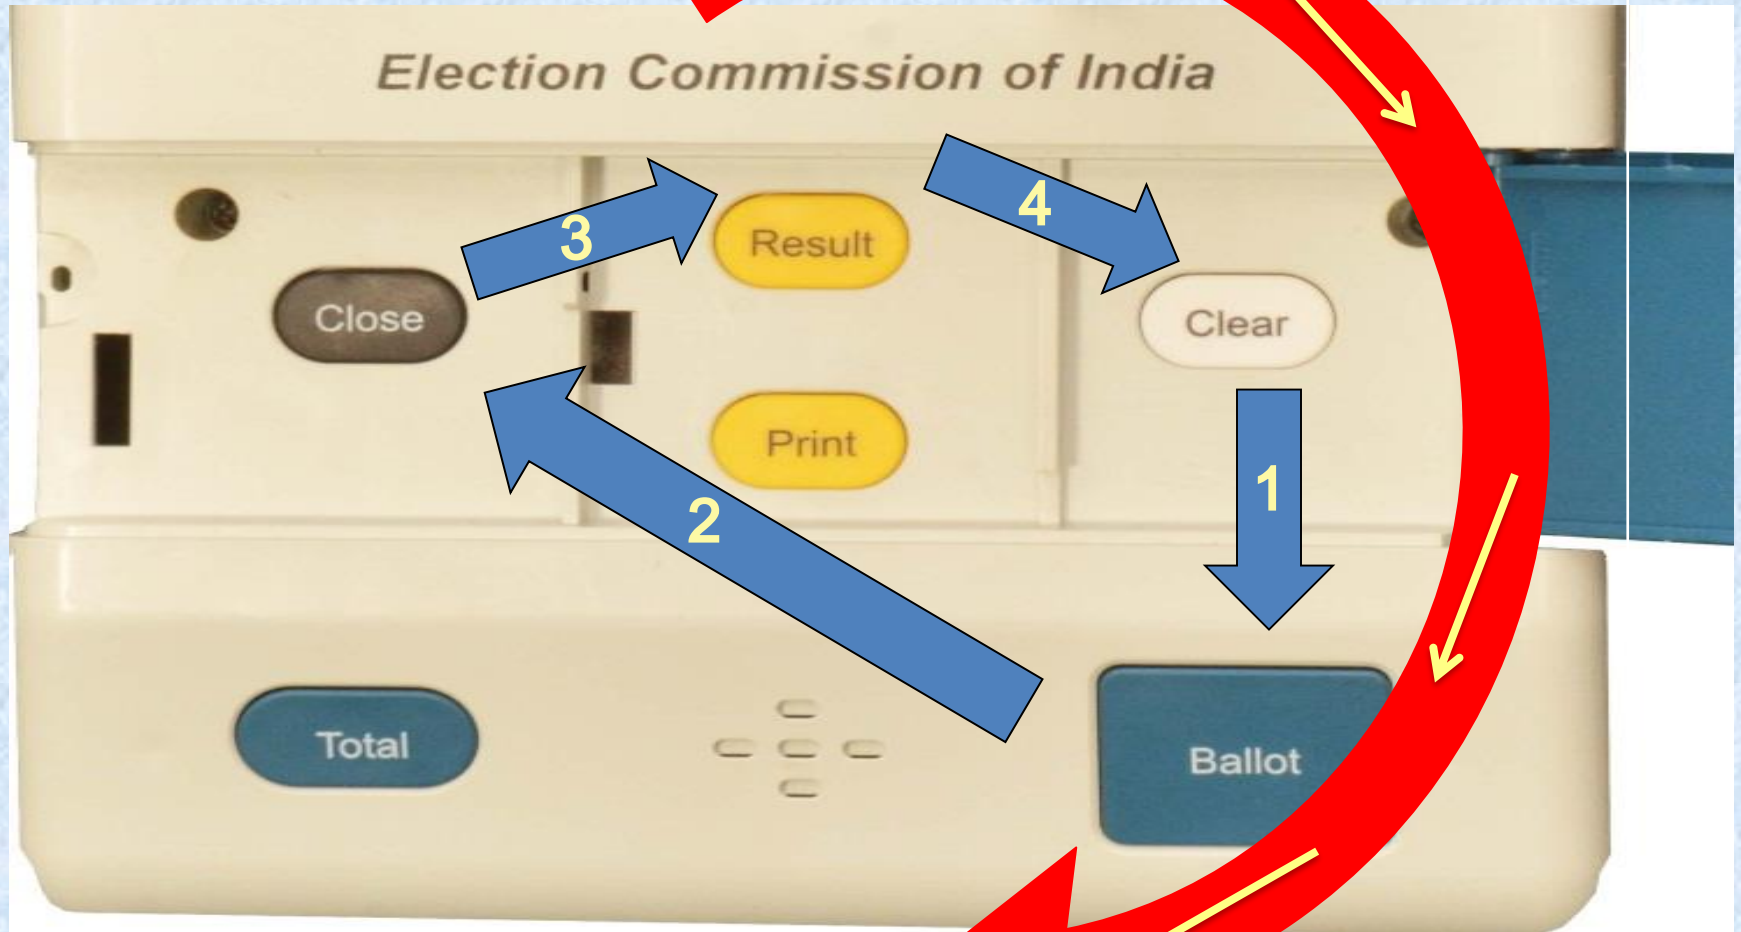 Election Commission of India
4
3
Result
Close
Clear
Print
1
2
Total
Ballot